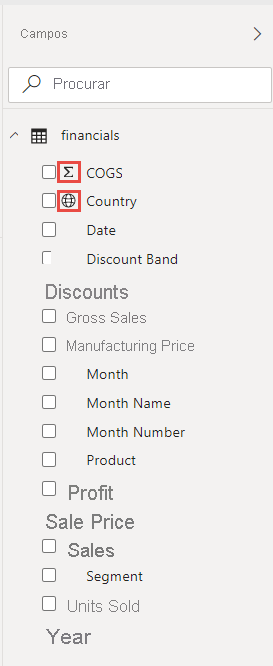 Campos
Procurar
financials
Σ COGS
Country
Date
Discount Band
Discounts
Gross Sales
Manufacturing Price
Month
Month Name
Month Number
Product
Profit
Sale Price
Sales
Segment
Units Sold
Year